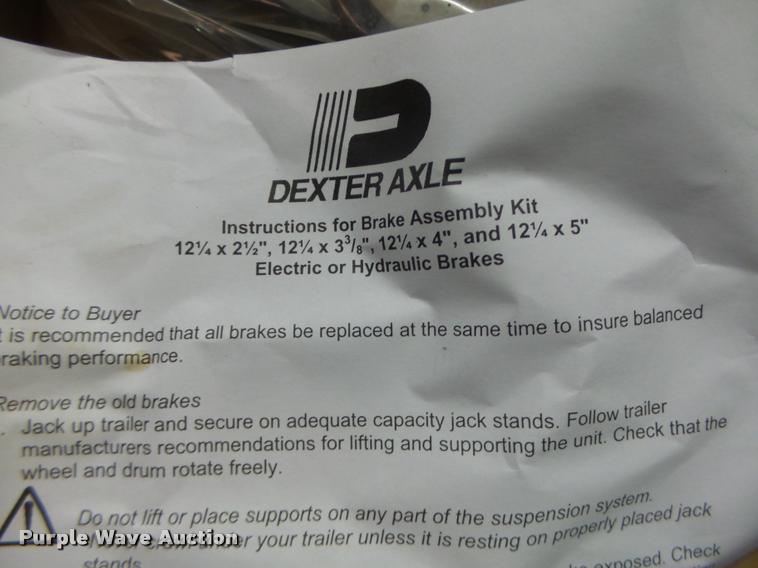 DEXTER AXLE
Instructions for Brake Assembly Kit
12¼ x 2½", 12¼ x 3³/₈", 12¼ x 4", and 12¼ x 5"
Electric or Hydraulic Brakes
Notice to Buyer
t is recommended that all brakes be replaced at the same time to insure balanced
raking performance.
Remove the old brakes
. Jack up trailer and secure on adequate capacity jack stands. Follow trailer
manufacturers recommendations for lifting and supporting the unit. Check that the
wheel and drum rotate freely.
Do not lift or place supports on any part of the suspension system.
your trailer unless it is resting on properly placed jack
stands
exposed. Check
Purple Wave Auction